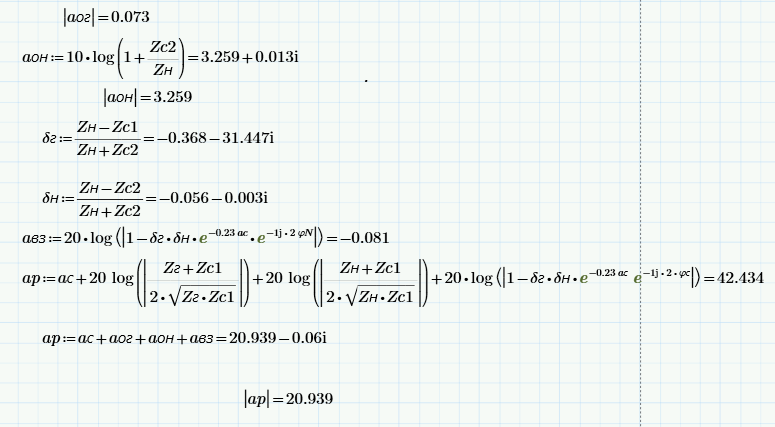 |aог| = 0.073
aон := 10 • log(1 + Zc2/Zн) = 3.259 + 0.013i
|aон| = 3.259
δг := (Zн − Zc1)/(Zн + Zc2) = −0.368 − 31.447i
δн := (Zн − Zc2)/(Zн + Zc2) = −0.056 − 0.003i
aвз := 20 • log(|1 − δг • δн • e^(−0.23 ac) • e^(−1j • 2 φN)|) = −0.081
ap := ac + 20 log(|(Zг + Zc1)/(2 • √(Zг • Zc1))|) + 20 log(|(Zн + Zc1)/(2 • √(Zн • Zc1))|) + 20 • log(|1 − δг • δн • e^(−0.23 ac) e^(−1j • 2 • φc)|) = 42.434
ap := ac + aог + aон + aвз = 20.939 − 0.06i
|ap| = 20.939